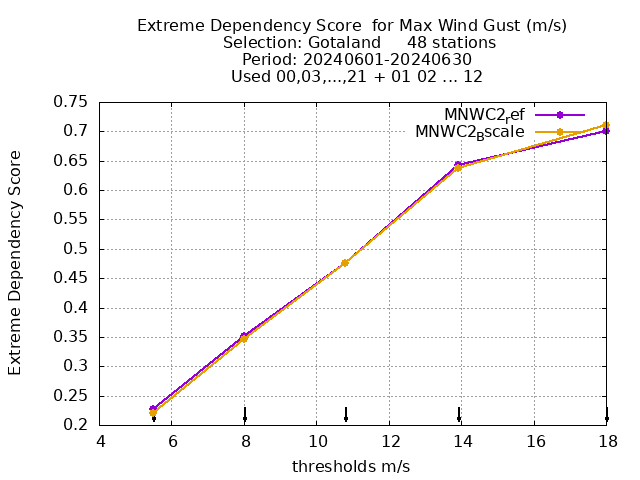 Extreme Dependency Score  for Max Wind Gust (m/s)
Selection: Gotaland     48 stations
Period: 20240601-20240630
Used 00,03,...,21 + 01 02 ... 12
MNWC2_ref
MNWC2_Bscale
Extreme Dependency Score
0.75
0.7
0.65
0.6
0.55
0.5
0.45
0.4
0.35
0.3
0.25
0.2
4 6 8 10 12 14 16 18
thresholds m/s